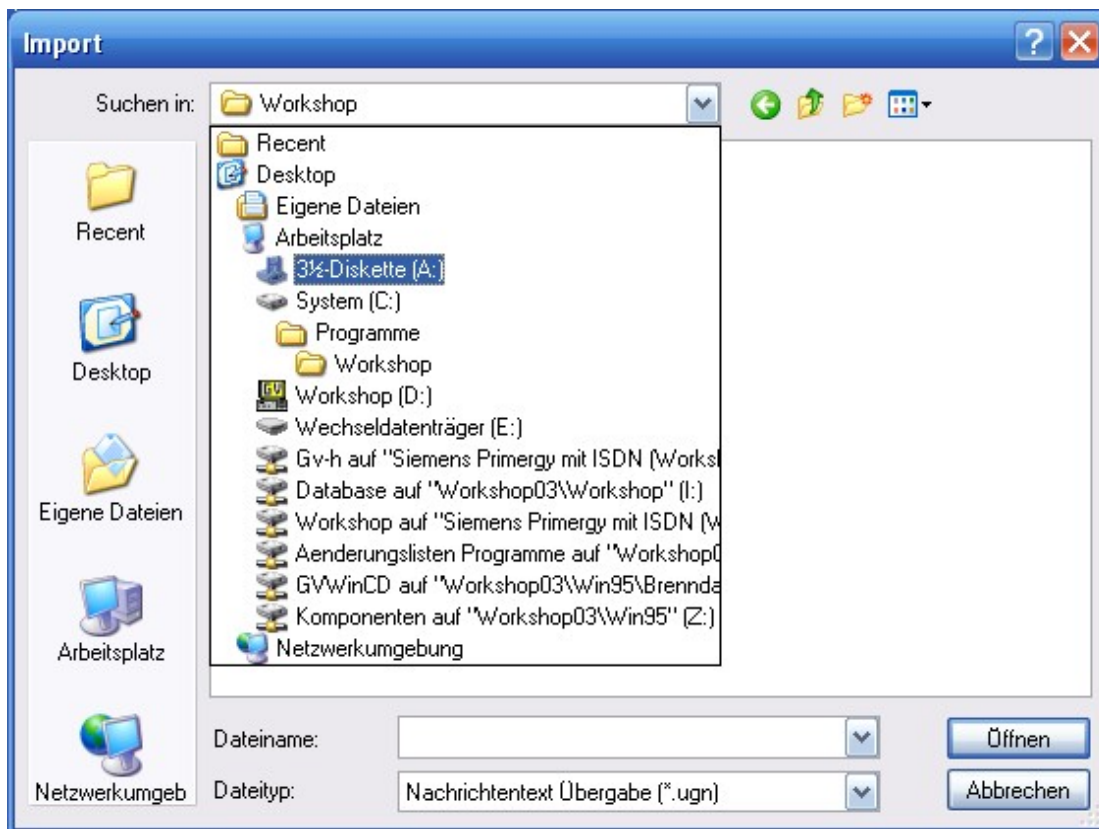 Import
Suchen in:
Workshop
Recent
Desktop
Eigene Dateien
Arbeitsplatz
3½-Diskette (A:)
System (C:)
Programme
Workshop
Workshop (D:)
Wechseldatenträger (E:)
Gv-h auf "Siemens Primergy mit ISDN (Works
Database auf "Workshop03\Workshop" (I:)
Workshop auf "Siemens Primergy mit ISDN (W
Aenderungslisten Programme auf "Workshop0
GVWinCD auf "Workshop03\Win95\Brennda
Komponenten auf "Workshop03\Win95" (Z:)
Netzwerkumgebung
Recent
Desktop
Eigene Dateien
Arbeitsplatz
Netzwerkumgeb
Dateiname:
Öffnen
Dateityp:
Nachrichtentext Übergabe (*.ugn)
Abbrechen